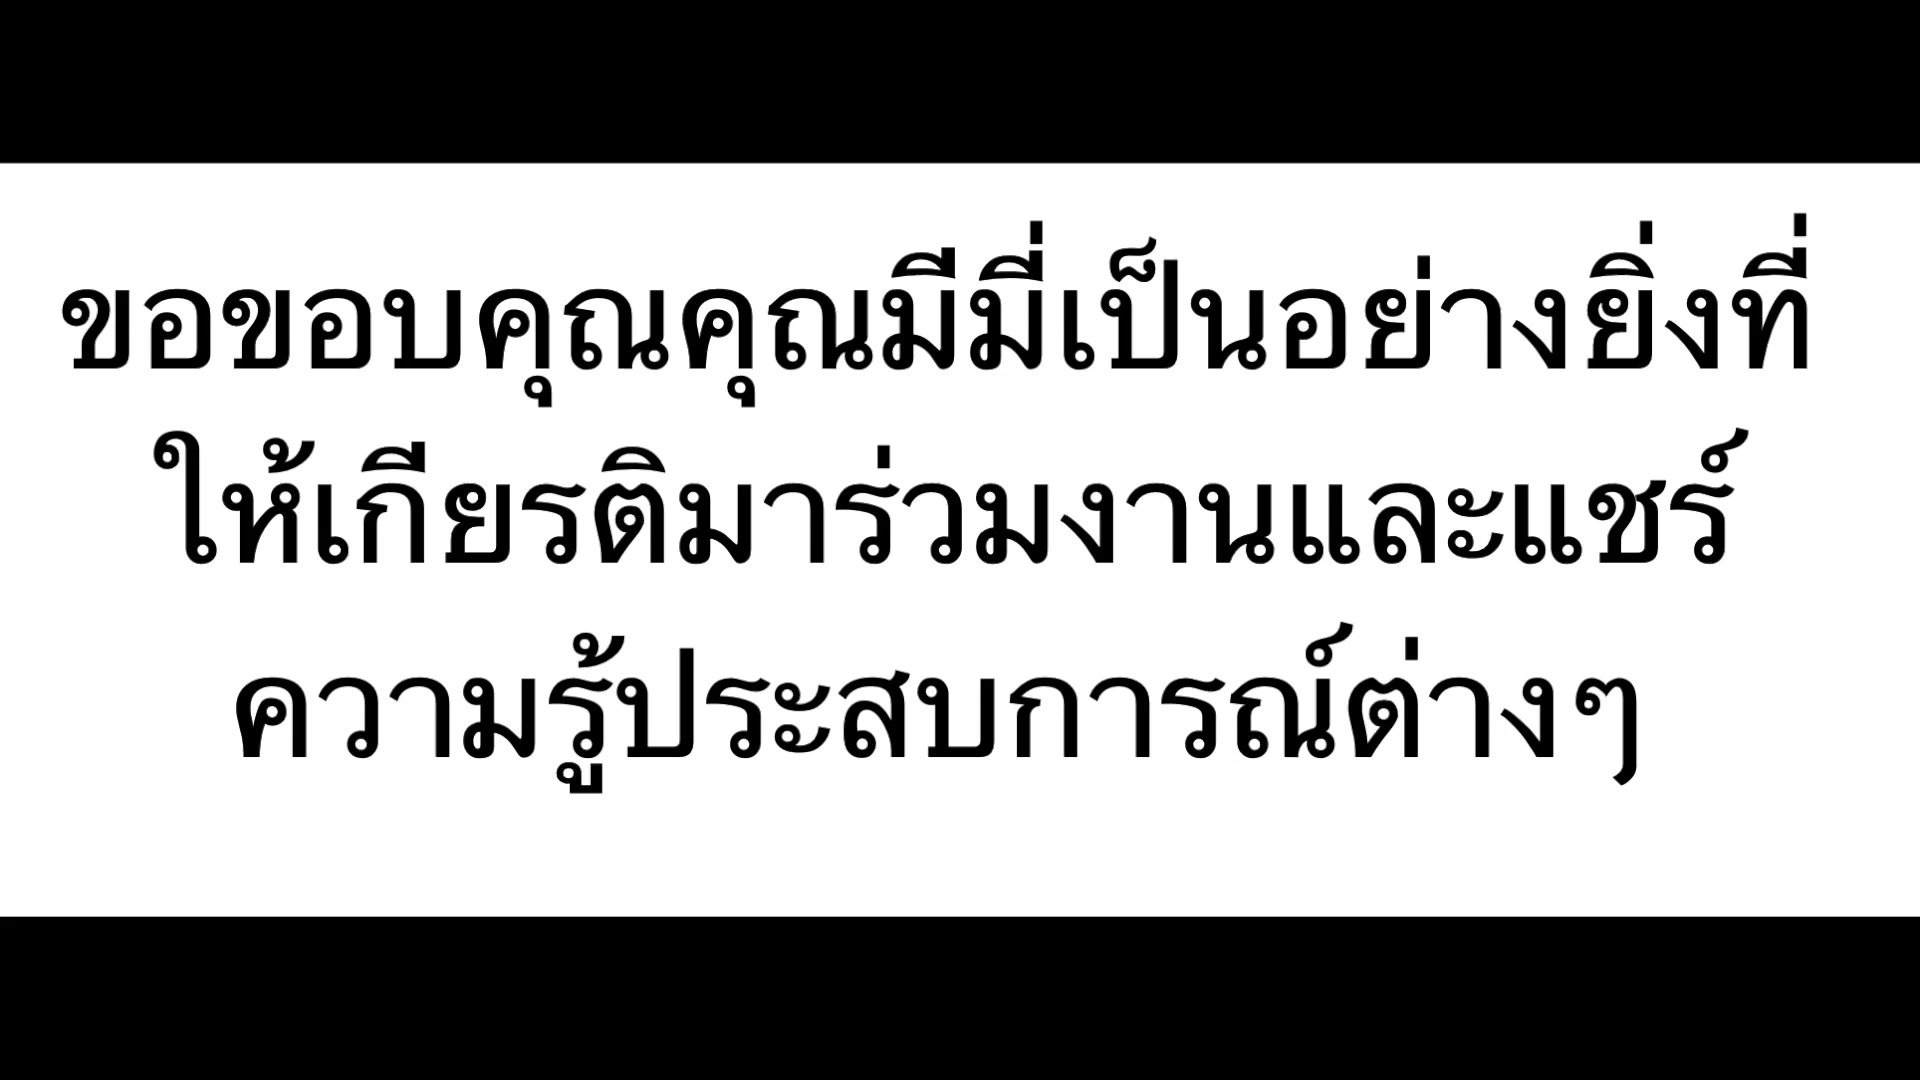 ขอขอบคุณคุณมีมี่เป็นอย่างยิ่งที่
ให้เกียรติมาร่วมงานและแชร์
ความรู้ประสบการณ์ต่างๆ